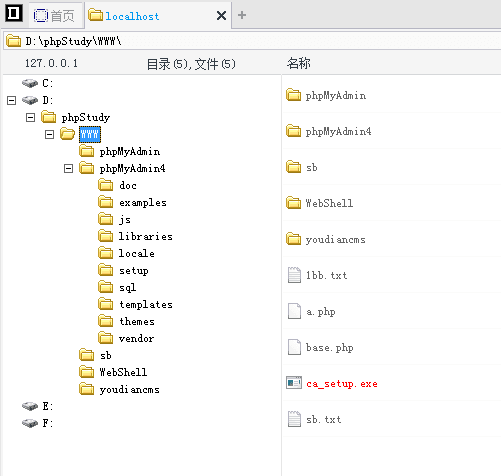 首页
localhost
D:\phpStudy\WWW\
127.0.0.1 目录(5),文件(5) 名称
C:
D:
phpStudy
WWW
phpMyAdmin
phpMyAdmin4
doc
examples
js
libraries
locale
setup
sql
templates
themes
vendor
sb
WebShell
youdiancms
E:
F:
phpMyAdmin
phpMyAdmin4
sb
WebShell
youdiancms
1bb.txt
a.php
base.php
ca_setup.exe
sb.txt